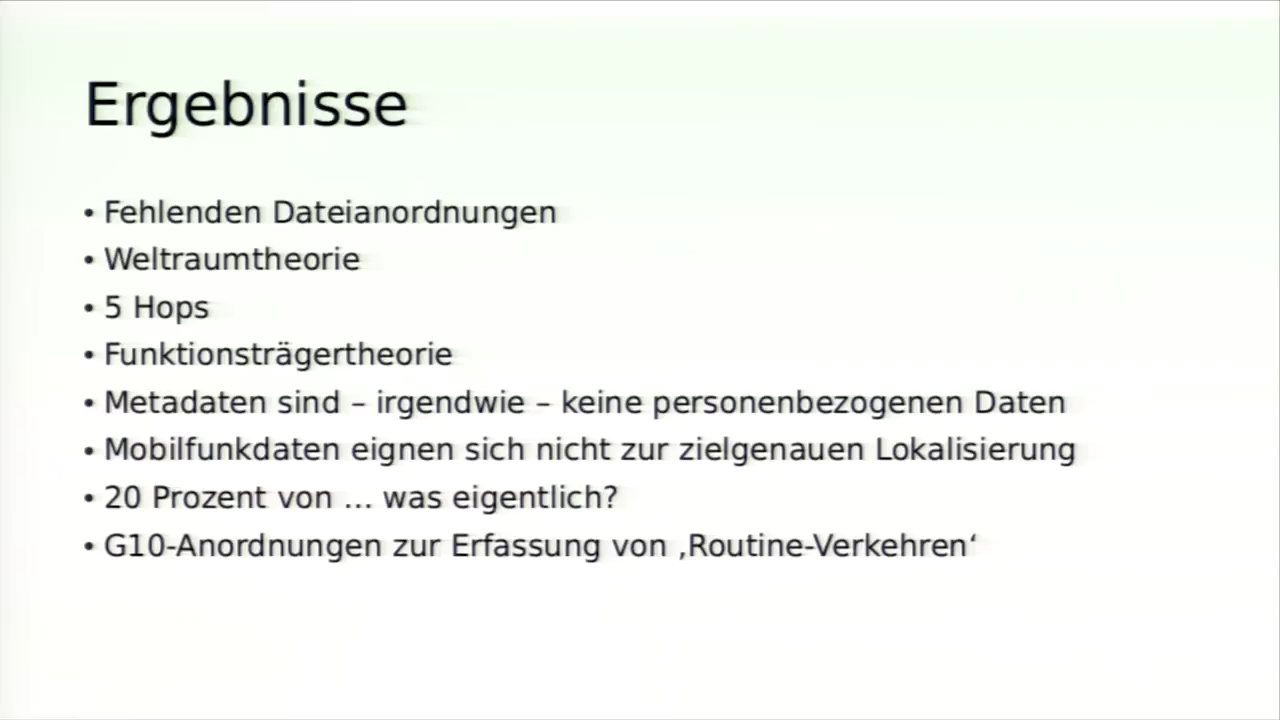 Ergebnisse
• Fehlenden Dateianordnungen
• Weltraumtheorie
• 5 Hops
• Funktionsträgertheorie
• Metadaten sind – irgendwie – keine personenbezogenen Daten
• Mobilfunkdaten eignen sich nicht zur zielgenauen Lokalisierung
• 20 Prozent von … was eigentlich?
• G10-Anordnungen zur Erfassung von ‚Routine-Verkehren‘